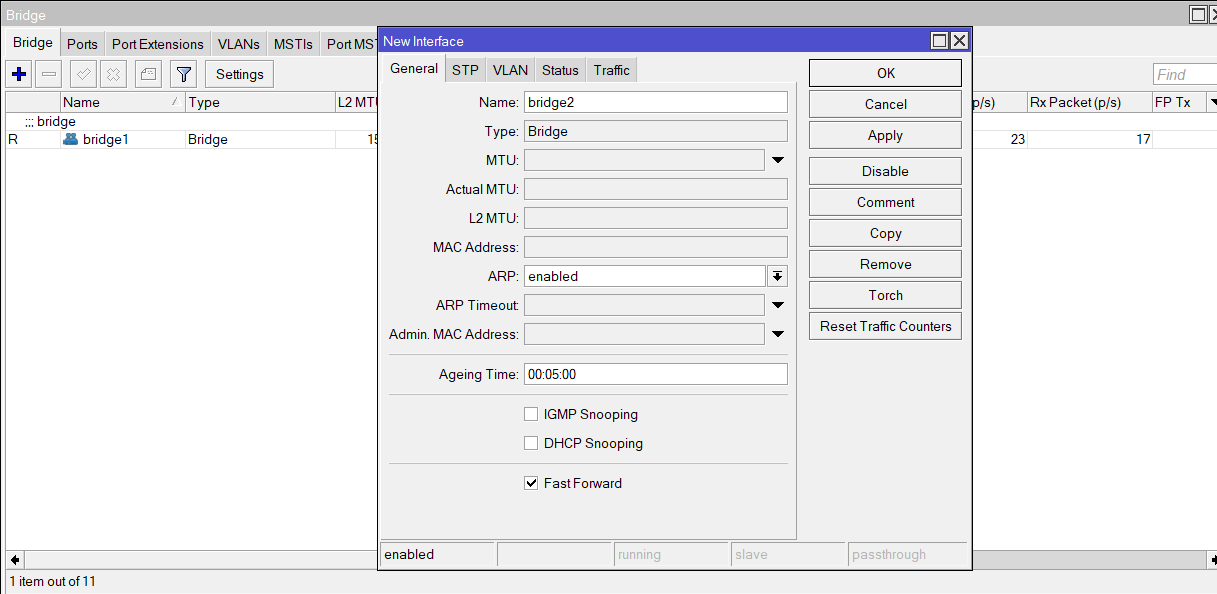 Bridge
Bridge Ports Port Extensions VLANs MSTIs Port MST
Settings
Find
Name Type L2 MTU p/s) Rx Packet (p/s) FP Tx
;;; bridge
R bridge1 Bridge 15 23 17
1 item out of 11
New Interface
General STP VLAN Status Traffic
Name: bridge2
Type: Bridge
MTU:
Actual MTU:
L2 MTU:
MAC Address:
ARP: enabled
ARP Timeout:
Admin. MAC Address:
Ageing Time: 00:05:00
IGMP Snooping
DHCP Snooping
Fast Forward
OK
Cancel
Apply
Disable
Comment
Copy
Remove
Torch
Reset Traffic Counters
enabled running slave passthrough